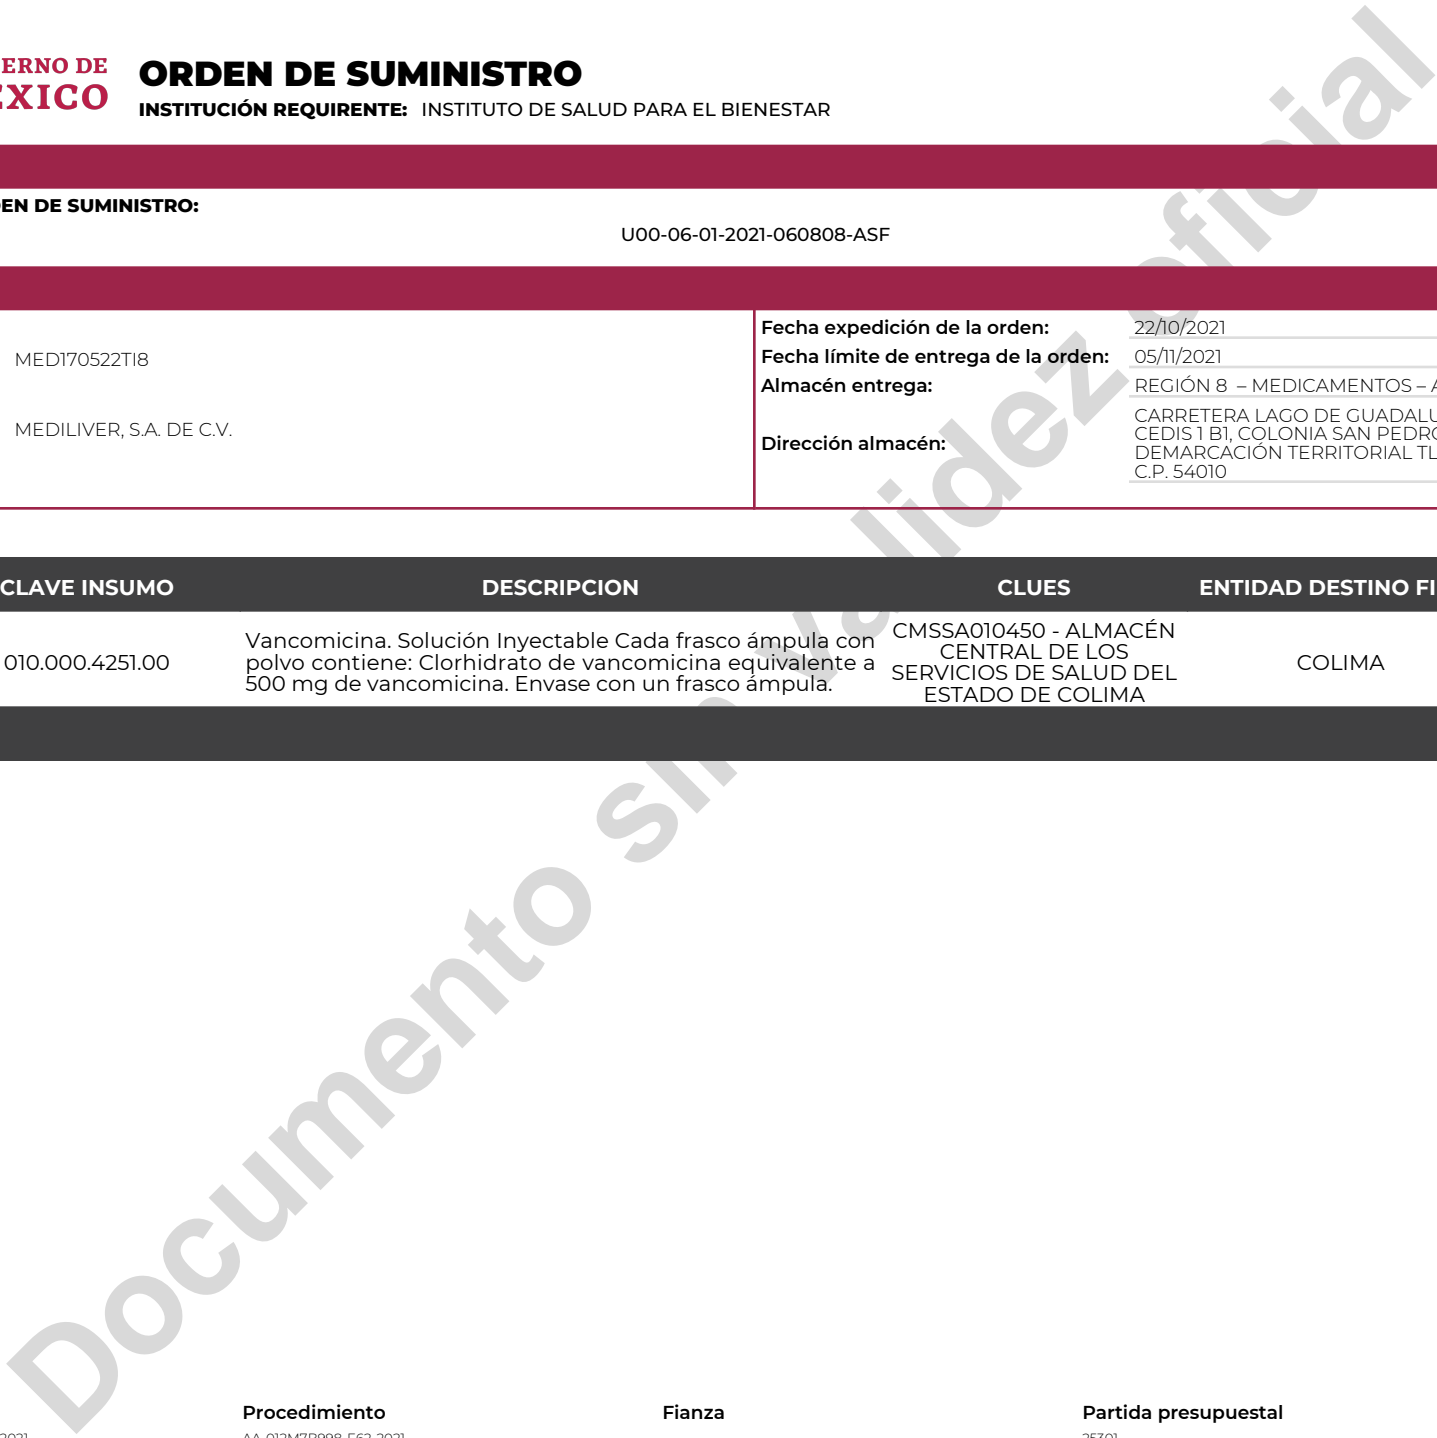 ERNO DE
ÉXICO
ORDEN DE SUMINISTRO
INSTITUCIÓN REQUIRENTE: INSTITUTO DE SALUD PARA EL BIENESTAR
EN DE SUMINISTRO:
U00-06-01-2021-060808-ASF
MED170522TI8
MEDILIVER, S.A. DE C.V.
Fecha expedición de la orden: 22/10/2021
Fecha límite de entrega de la orden: 05/11/2021
Almacén entrega: REGIÓN 8 – MEDICAMENTOS – A
Dirección almacén:
CARRETERA LAGO DE GUADALU
CEDIS 1 B1, COLONIA SAN PEDRO
DEMARCACIÓN TERRITORIAL TL
C.P. 54010
CLAVE INSUMO DESCRIPCION CLUES ENTIDAD DESTINO FI
010.000.4251.00
Vancomicina. Solución Inyectable Cada frasco ámpula con
polvo contiene: Clorhidrato de vancomicina equivalente a
500 mg de vancomicina. Envase con un frasco ámpula.
CMSSA010450 - ALMACÉN
CENTRAL DE LOS
SERVICIOS DE SALUD DEL
ESTADO DE COLIMA
COLIMA
Documento sin validez oficial
Procedimiento Fianza Partida presupuestal